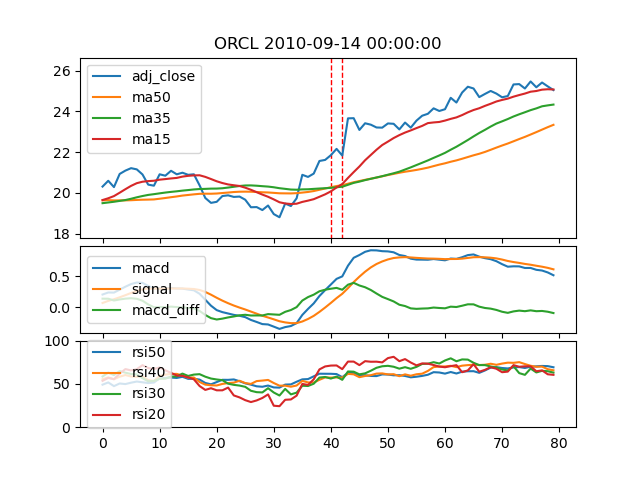 ORCL 2010-09-14 00:00:00
26
24
22
20
18
adj_close
ma50
ma35
ma15
0.5
0.0
macd
signal
macd_diff
100
50
0
rsi50
rsi40
rsi30
rsi20
0 10 20 30 40 50 60 70 80